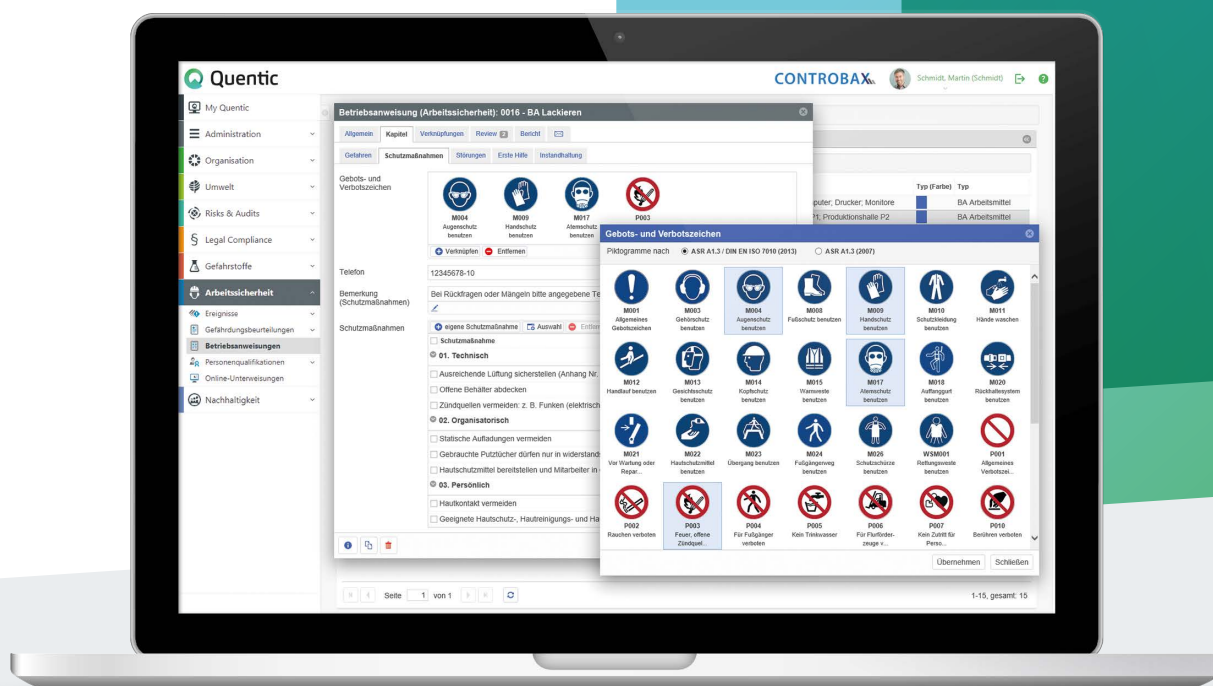 Quentic
CONTROBAX
Schmidt, Martin (Schmidt)
My Quentic
Administration
Organisation
Umwelt
Risks & Audits
Legal Compliance
Gefahrstoffe
Arbeitssicherheit
Ereignisse
Gefährdungsbeurteilungen
Betriebsanweisungen
Personenqualifikationen
Online-Unterweisungen
Nachhaltigkeit
Betriebsanweisung (Arbeitssicherheit): 0016 - BA Lackieren
Allgemein Kapitel Verknüpfungen Review 2 Bericht
Gefahren Schutzmaßnahmen Störungen Erste Hilfe Instandhaltung
Gebots- und
Verbotszeichen
M004 M009 M017 P003
Augenschutz Handschutz Atemschutz
benutzen benutzen benutzen
Verknüpfen Entfernen
Telefon
12345678-10
Bemerkung
(Schutzmaßnahmen)
Bei Rückfragen oder Mängeln bitte angegebene Te
Schutzmaßnahmen
eigene Schutzmaßnahme Auswahl Entfern
Schutzmaßnahme
01. Technisch
Ausreichende Lüftung sicherstellen (Anhang Nr.
Offene Behälter abdecken
Zündquellen vermeiden: z. B. Funken (elektrisch
02. Organisatorisch
Statische Aufladungen vermeiden
Gebrauchte Putztücher dürfen nur in widerstands
Hautschutzmittel bereitstellen und Mitarbeiter in
03. Persönlich
Hautkontakt vermeiden
Geeignete Hautschutz-, Hautreinigungs- und Ha
Typ (Farbe) Typ
puter; Drucker; Monitore BA Arbeitsmittel
P1; Produktionshalle P2 BA Arbeitsmittel
Gebots- und Verbotszeichen
Piktogramme nach ASR A1.3 / DIN EN ISO 7010 (2013) ASR A1.3 (2007)
M001 M003 M004 M008 M009 M010 M011
Allgemeines Gehörschutz Augenschutz Fußschutz benutzen Handschutz Schutzkleidung Hände waschen
Gebotszeichen benutzen benutzen benutzen benutzen
M012 M013 M014 M015 M017 M018 M020
Handlauf benutzen Gesichtsschutz Kopfschutz Warnweste Atemschutz Auffanggurt Rückhaltesystem
benutzen benutzen benutzen benutzen benutzen benutzen
M021 M022 M023 M024 M026 WSM001 P001
Vor Wartung oder Hautschutzmittel Übergang benutzen Fußgängerweg Schutzschürze Rettungsweste Allgemeines
Repar... benutzen benutzen benutzen benutzen Verbotszei...
P002 P003 P004 P005 P006 P007 P010
Rauchen verboten Feuer, offene Für Fußgänger Kein Trinkwasser Für Flurförder- Kein Zutritt für Berühren verboten
Zündquel... verboten zeuge v... Perso...
Übernehmen Schließen
Seite 1 von 1
1-15, gesamt: 15